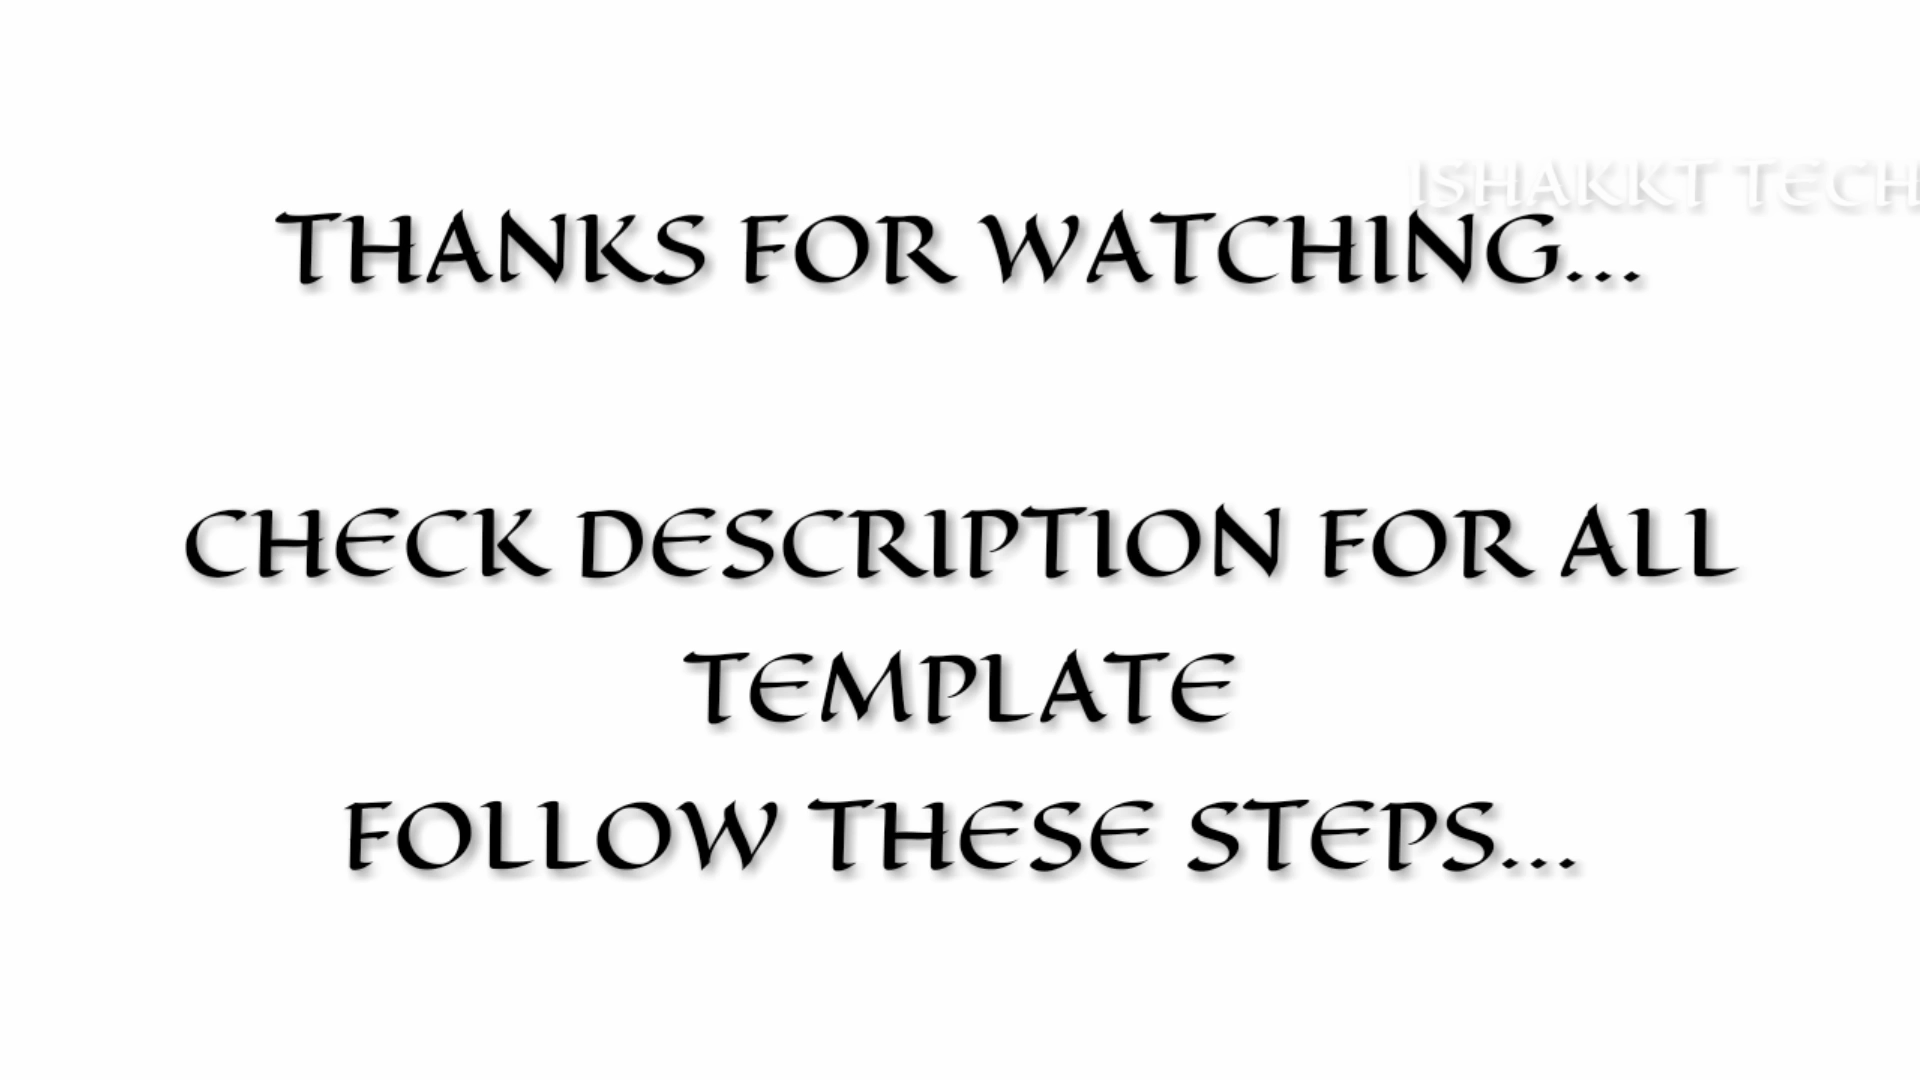 ISHAKKT TECH
THANKS FOR WATCHING...
CHECK DESCRIPTION FOR ALL
TEMPLATE
FOLLOW THESE STEPS...